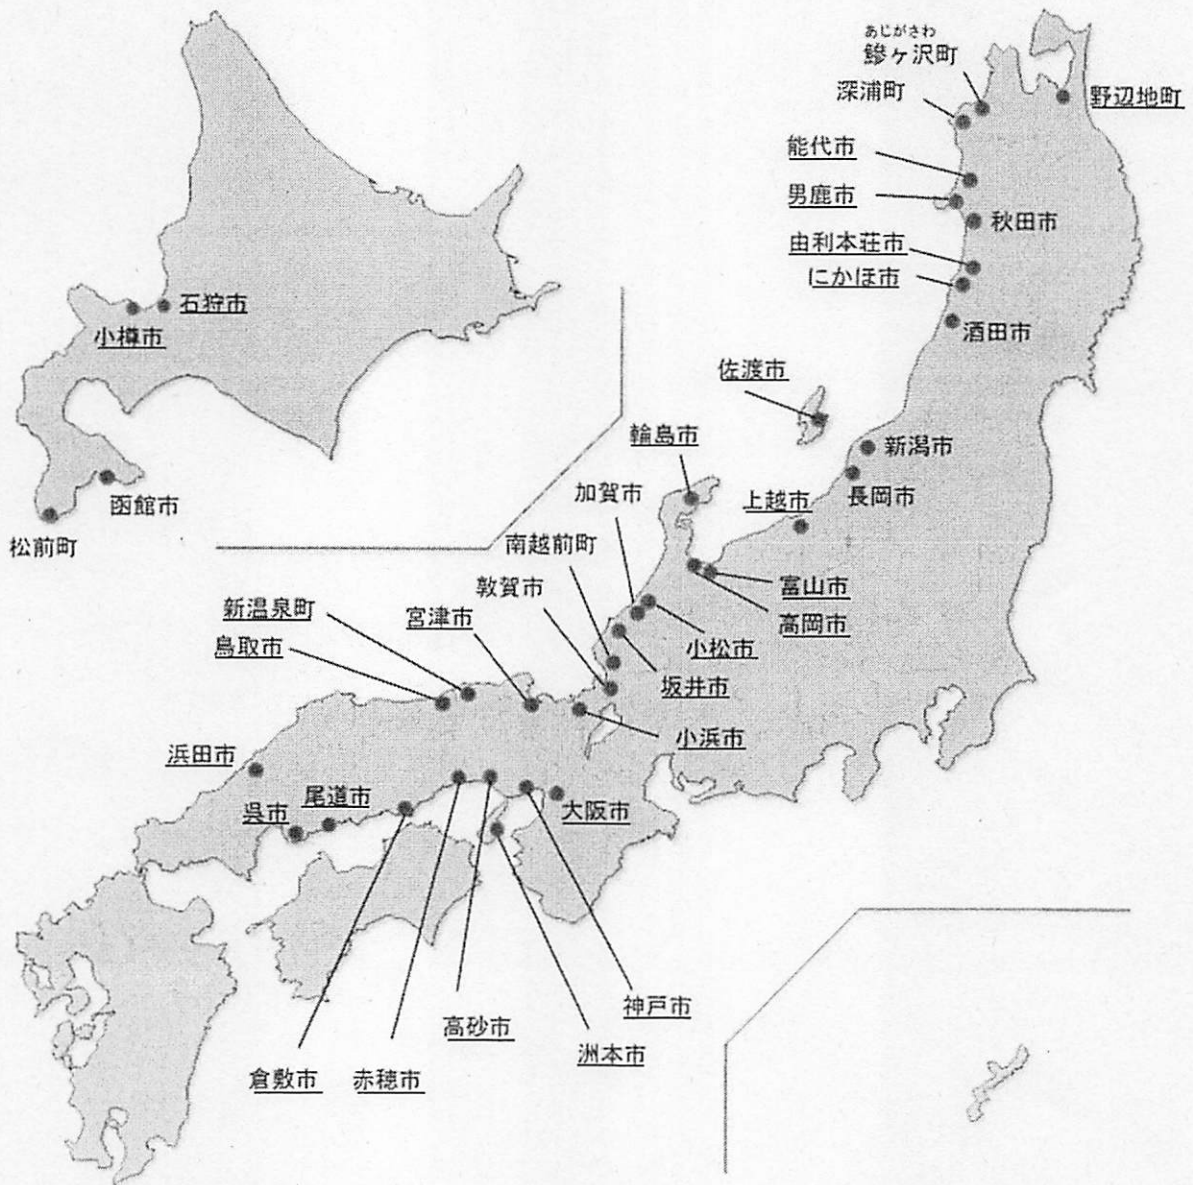 あじがさわ
鰺ヶ沢町
深浦町
野辺地町
能代市
男鹿市
秋田市
由利本荘市
にかほ市
酒田市
石狩市
小樽市
函館市
松前町
佐渡市
輪島市
新潟市
長岡市
加賀市
上越市
南越前町
敦賀市
富山市
高岡市
新温泉町
宮津市
鳥取市
小松市
坂井市
小浜市
浜田市
尾道市
呉市
大阪市
神戸市
高砂市
洲本市
倉敷市
赤穂市